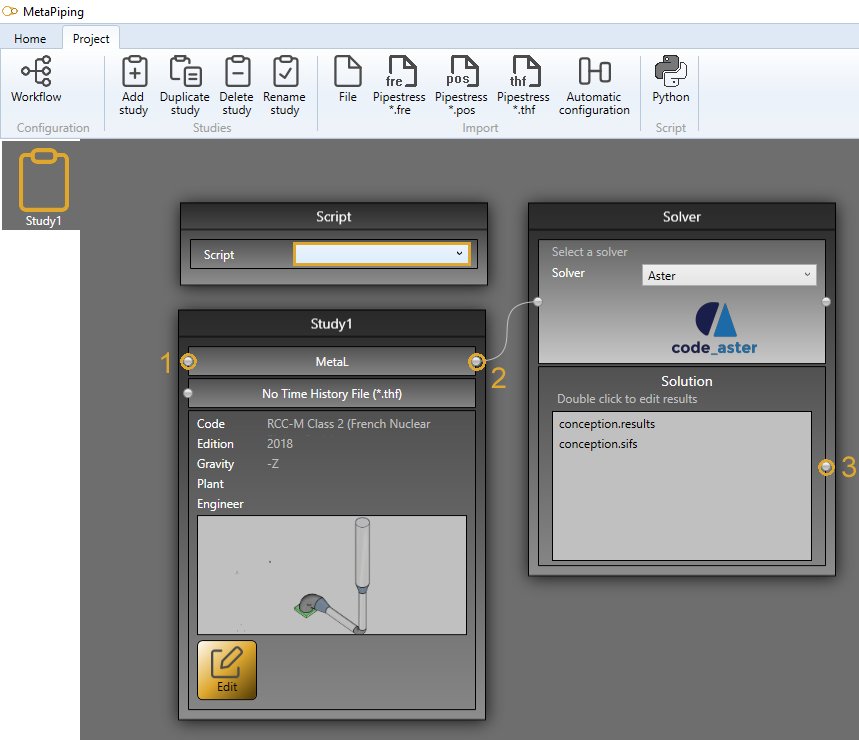 MetaPiping
Home Project
Workflow
Add study
Duplicate study
Delete study
Rename study
File
fre
Pipestress *.fre
pos
Pipestress *.pos
thf
Pipestress *.thf
Automatic configuration
Python
Configuration Studies Import Script
Study1
Script
Script
Study1
1
MetaL
2
No Time History File (*.thf)
Code RCC-M Class 2 (French Nuclear
Edition 2018
Gravity -Z
Plant
Engineer
Edit
Solver
Select a solver
Solver Aster
code_aster
Solution
Double click to edit results
conception.results
conception.sifs
3